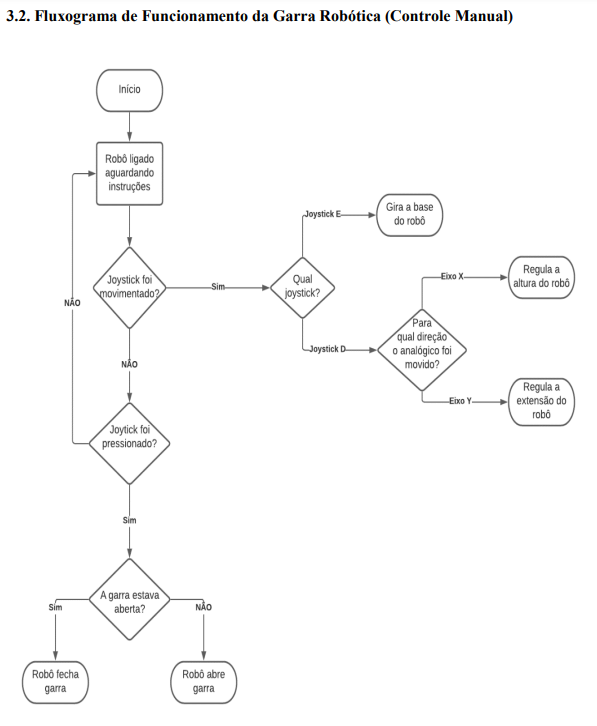 3.2. Fluxograma de Funcionamento da Garra Robótica (Controle Manual)
Início
Robô ligado
aguardando
instruções
Joystick foi
movimentado?
Sim
Qual
joystick?
Joystick E
Gira a base
do robô
Joystick D
Para
qual direção
o analógico foi
movido?
Eixo X
Regula a
altura do robô
Eixo Y
Regula a
extensão do
robô
NÃO
NÃO
Joytick foi
pressionado?
Sim
A garra estava
aberta?
Sim
NÃO
Robô fecha
garra
Robô abre
garra